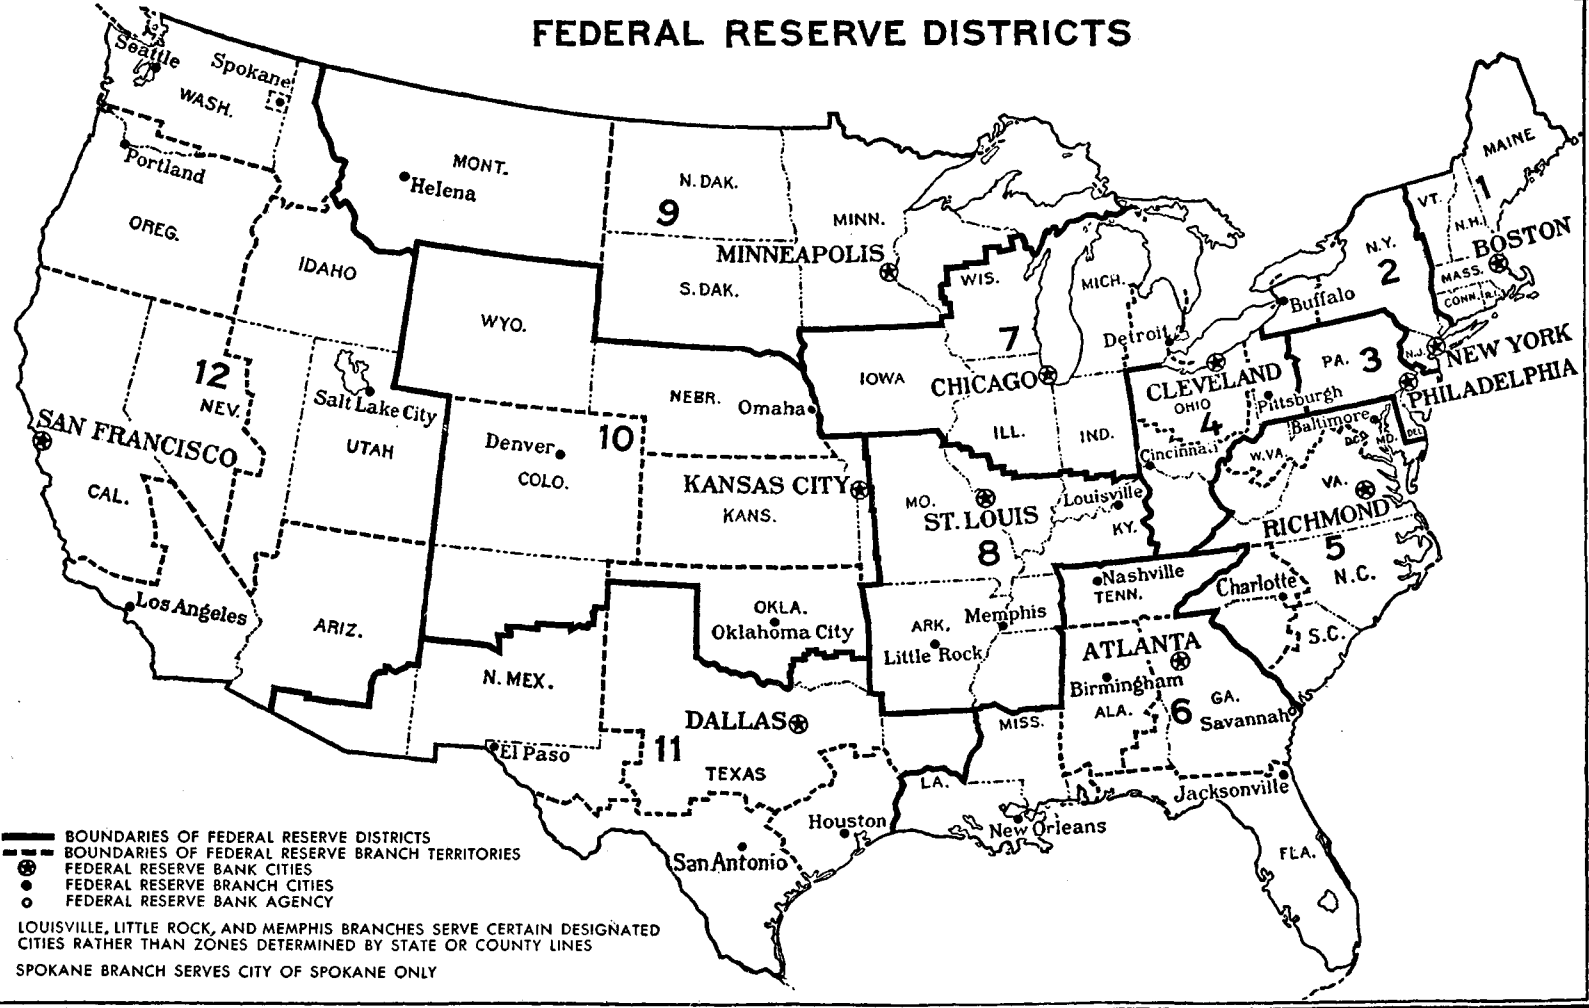 FEDERAL RESERVE DISTRICTS
Seattle
Spokane
WASH.
Portland
OREG.
IDAHO
MONT.
Helena
N. DAK.
9
S. DAK.
MINN.
MINNEAPOLIS
WYO.
WIS.
MICH.
7
Detroit
IOWA
CHICAGO
ILL.
IND.
MAINE
VT.
1
N.H.
BOSTON
MASS.
CONN.
R.I.
N.Y.
2
Buffalo
NEW YORK
N.J.
PA.
3
PHILADELPHIA
CLEVELAND
OHIO
4
Pittsburgh
Cincinnati
Baltimore
D.C.
MD.
DEL.
W.VA.
VA.
RICHMOND
5
N.C.
Charlotte
S.C.
12
NEV.
SAN FRANCISCO
CAL.
Los Angeles
Salt Lake City
UTAH
ARIZ.
NEBR.
Omaha
10
Denver
COLO.
KANSAS CITY
KANS.
OKLA.
Oklahoma City
MO.
ST. LOUIS
8
Louisville
KY.
ARK.
Little Rock
Memphis
Nashville
TENN.
ATLANTA
Birmingham
ALA.
6
GA.
Savannah
MISS.
LA.
New Orleans
Jacksonville
FLA.
N. MEX.
El Paso
DALLAS
11
TEXAS
Houston
San Antonio
BOUNDARIES OF FEDERAL RESERVE DISTRICTS
BOUNDARIES OF FEDERAL RESERVE BRANCH TERRITORIES
FEDERAL RESERVE BANK CITIES
FEDERAL RESERVE BRANCH CITIES
FEDERAL RESERVE BANK AGENCY
LOUISVILLE, LITTLE ROCK, AND MEMPHIS BRANCHES SERVE CERTAIN DESIGNATED
CITIES RATHER THAN ZONES DETERMINED BY STATE OR COUNTY LINES
SPOKANE BRANCH SERVES CITY OF SPOKANE ONLY